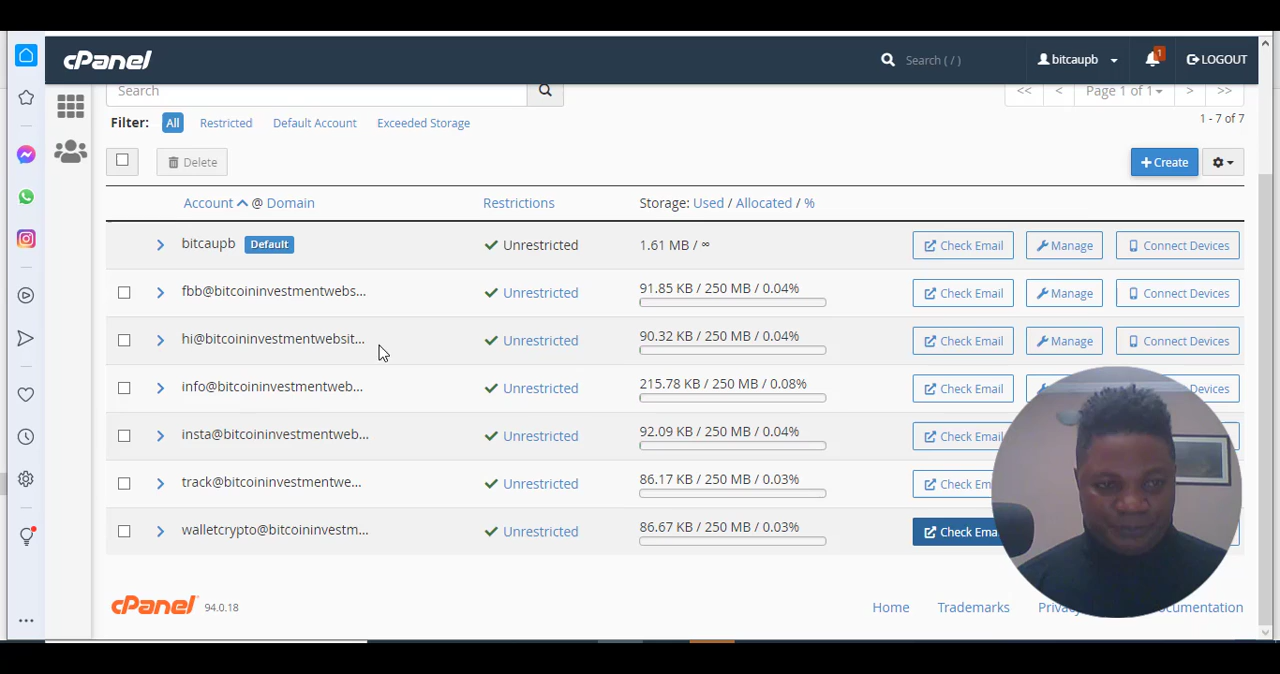 cPanel
Search ( / )
bitcaupb
1
LOGOUT
Search
<< < Page 1 of 1 > >>
Filter: All Restricted Default Account Exceeded Storage
1 - 7 of 7
Delete
+ Create
Account @ Domain Restrictions Storage: Used / Allocated / %
bitcaupb Default Unrestricted 1.61 MB / ∞ Check Email Manage Connect Devices
fbb@bitcoininvestmentwebs... Unrestricted 91.85 KB / 250 MB / 0.04% Check Email Manage Connect Devices
hi@bitcoininvestmentwebsit... Unrestricted 90.32 KB / 250 MB / 0.04% Check Email Manage Connect Devices
info@bitcoininvestmentweb... Unrestricted 215.78 KB / 250 MB / 0.08% Check Email Devices
insta@bitcoininvestmentweb... Unrestricted 92.09 KB / 250 MB / 0.04% Check Email
track@bitcoininvestmentwe... Unrestricted 86.17 KB / 250 MB / 0.03% Check
walletcrypto@bitcoininvestm... Unrestricted 86.67 KB / 250 MB / 0.03% Check
cPanel 94.0.18 Home Trademarks